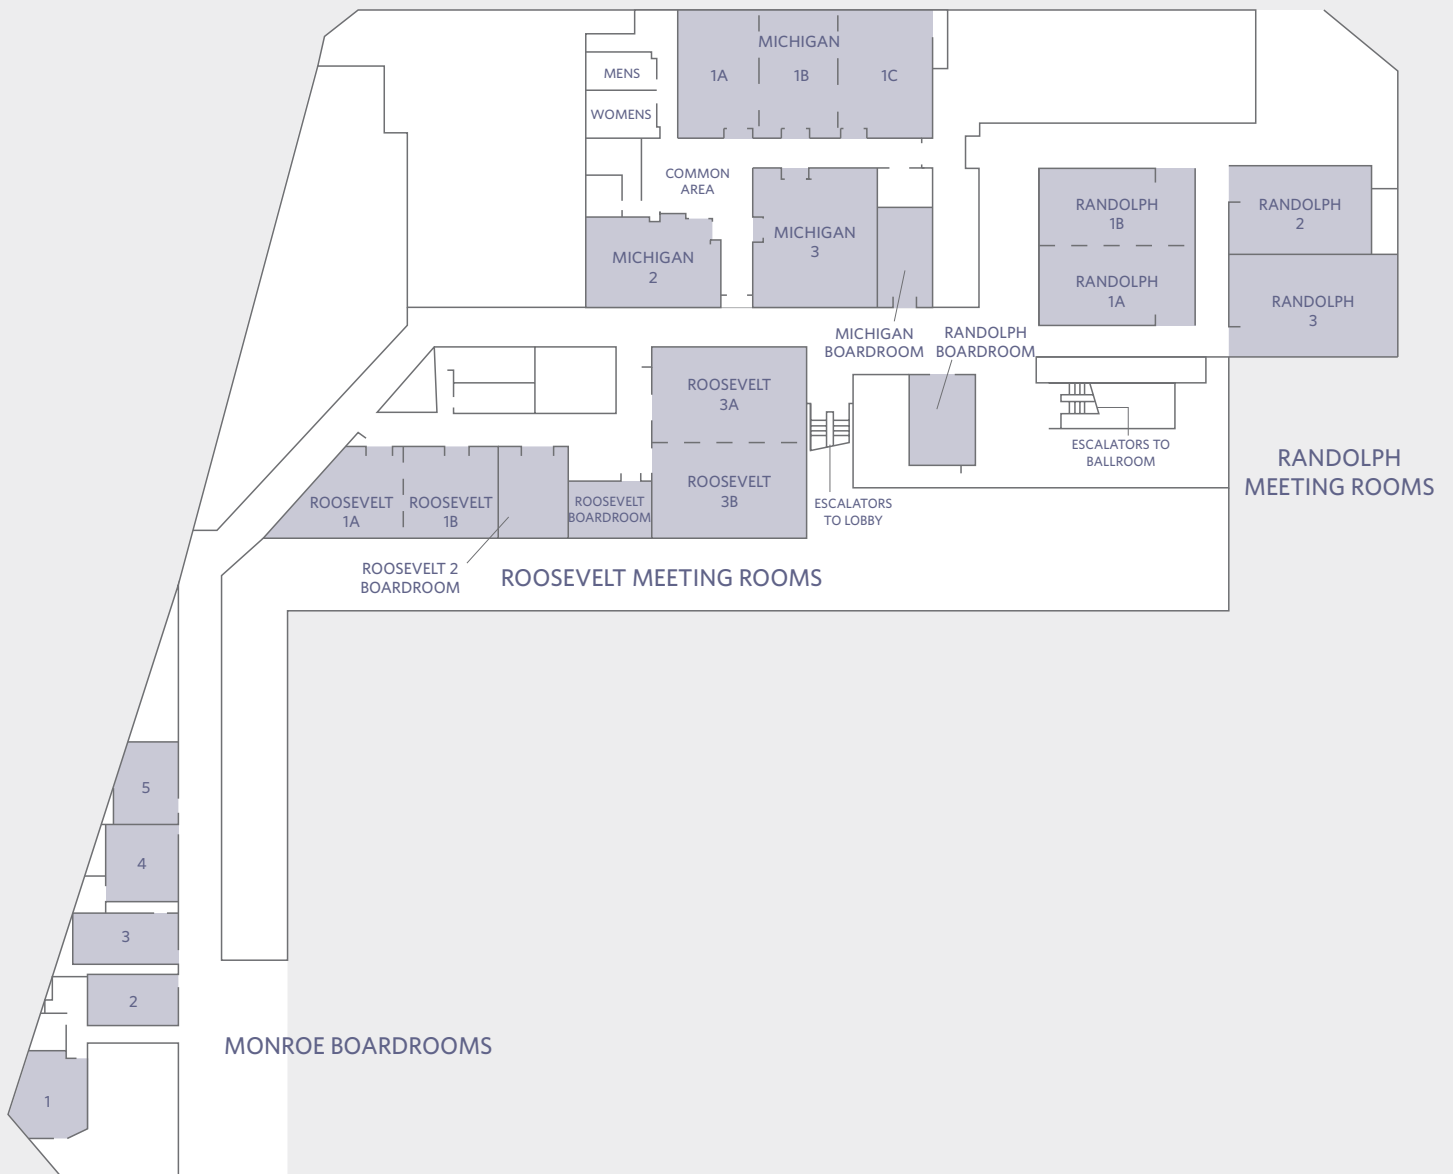 MICHIGAN
1A
1B
1C
MENS
WOMENS
COMMON
AREA
MICHIGAN
2
MICHIGAN
3
RANDOLPH
1B
RANDOLPH
1A
RANDOLPH
2
RANDOLPH
3
MICHIGAN
BOARDROOM
RANDOLPH
BOARDROOM
ROOSEVELT
3A
ROOSEVELT
3B
ESCALATORS TO
BALLROOM
RANDOLPH
MEETING ROOMS
ROOSEVELT
1A
ROOSEVELT
1B
ROOSEVELT
BOARDROOM
ESCALATORS
TO LOBBY
ROOSEVELT 2
BOARDROOM
ROOSEVELT MEETING ROOMS
5
4
3
2
MONROE BOARDROOMS
1